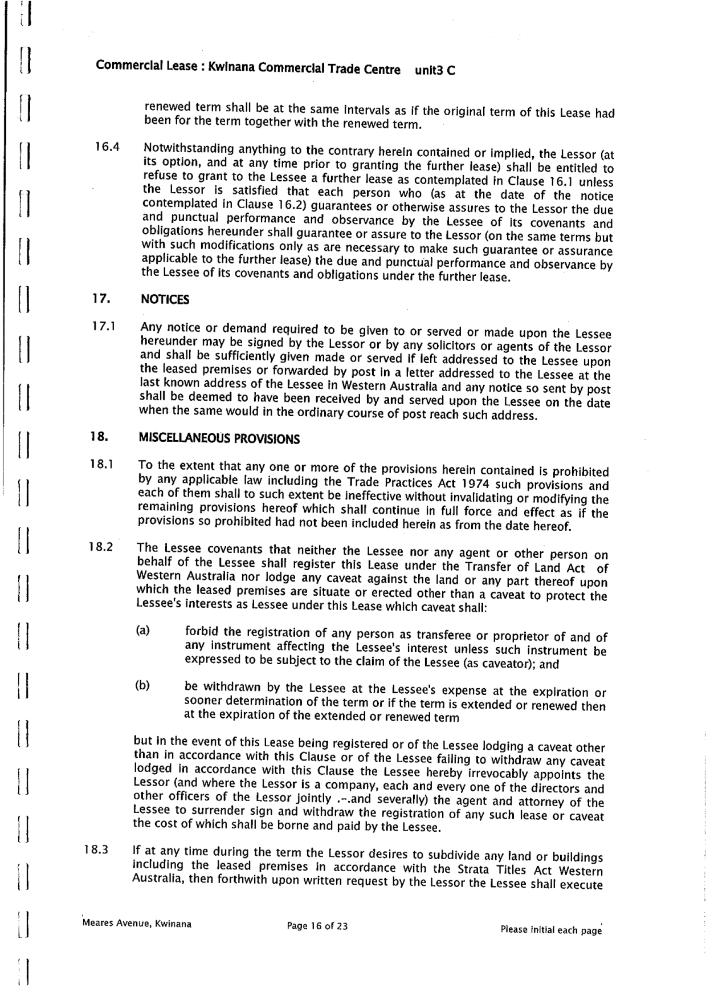 Commercial Lease : Kwinana Commercial Trade Centre unit3 C
renewed term shall be at the same intervals as if the original term of this Lease had
been for the term together with the renewed term.
16.4 Notwithstanding anything to the contrary herein contained or implied, the Lessor (at
its option, and at any time prior to granting the further lease) shall be entitled to
refuse to grant to the Lessee a further lease as contemplated in Clause 16.1 unless
the Lessor is satisfied that each person who (as at the date of the notice
contemplated in Clause 16.2) guarantees or otherwise assures to the Lessor the due
and punctual performance and observance by the Lessee of its covenants and
obligations hereunder shall guarantee or assure to the Lessor (on the same terms but
with such modifications only as are necessary to make such guarantee or assurance
applicable to the further lease) the due and punctual performance and observance by
the Lessee of its covenants and obligations under the further lease.
17. NOTICES
17.1 Any notice or demand required to be given to or served or made upon the Lessee
hereunder may be signed by the Lessor or by any solicitors or agents of the Lessor
and shall be sufficiently given made or served if left addressed to the Lessee upon
the leased premises or forwarded by post in a letter addressed to the Lessee at the
last known address of the Lessee in Western Australia and any notice so sent by post
shall be deemed to have been received by and served upon the Lessee on the date
when the same would in the ordinary course of post reach such address.
18. MISCELLANEOUS PROVISIONS
18.1 To the extent that any one or more of the provisions herein contained is prohibited
by any applicable law including the Trade Practices Act 1974 such provisions and
each of them shall to such extent be ineffective without invalidating or modifying the
remaining provisions hereof which shall continue in full force and effect as if the
provisions so prohibited had not been included herein as from the date hereof.
18.2 The Lessee covenants that neither the Lessee nor any agent or other person on
behalf of the Lessee shall register this Lease under the Transfer of Land Act of
Western Australia nor lodge any caveat against the land or any part thereof upon
which the leased premises are situate or erected other than a caveat to protect the
Lessee's interests as Lessee under this Lease which caveat shall:
(a) forbid the registration of any person as transferee or proprietor of and of
any instrument affecting the Lessee's interest unless such instrument be
expressed to be subject to the claim of the Lessee (as caveator); and
(b) be withdrawn by the Lessee at the Lessee's expense at the expiration or
sooner determination of the term or if the term is extended or renewed then
at the expiration of the extended or renewed term
but in the event of this Lease being registered or of the Lessee lodging a caveat other
than in accordance with this Clause or of the Lessee failing to withdraw any caveat
lodged in accordance with this Clause the Lessee hereby irrevocably appoints the
Lessor (and where the Lessor is a company, each and every one of the directors and
other officers of the Lessor jointly .-.and severally) the agent and attorney of the
Lessee to surrender sign and withdraw the registration of any such lease or caveat
the cost of which shall be borne and paid by the Lessee.
18.3 If at any time during the term the Lessor desires to subdivide any land or buildings
including the leased premises in accordance with the Strata Titles Act Western
Australia, then forthwith upon written request by the Lessor the Lessee shall execute
Meares Avenue, Kwinana Page 16 of 23 Please initial each page